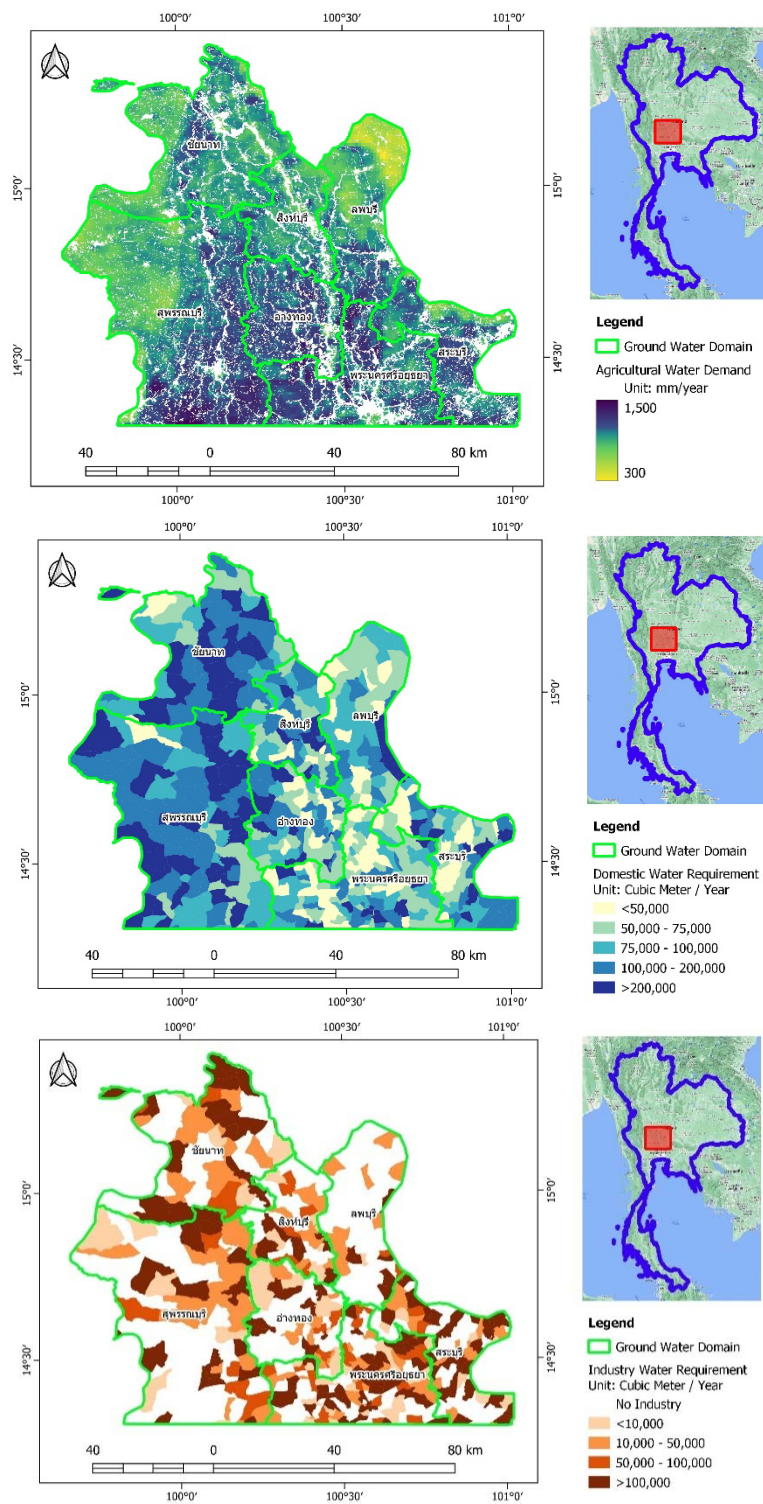 100°0′ 100°30′ 101°0′
15°0′
14°30′
ชัยนาท
ลพบุรี
สิงห์บุรี
สุพรรณบุรี
อ่างทอง
สระบุรี
พระนครศรีอยุธยา
15°0′
14°30′
40 0 40 80 km
100°0′ 100°30′ 101°0′
Legend
Ground Water Domain
Agricultural Water Demand
Unit: mm/year
1,500
300
100°0′ 100°30′ 101°0′
15°0′
14°30′
ชัยนาท
ลพบุรี
สิงห์บุรี
สุพรรณบุรี
อ่างทอง
สระบุรี
พระนครศรีอยุธยา
15°0′
14°30′
40 0 40 80 km
100°0′ 100°30′ 101°0′
Legend
Ground Water Domain
Domestic Water Requirement
Unit: Cubic Meter / Year
<50,000
50,000 - 75,000
75,000 - 100,000
100,000 - 200,000
>200,000
100°0′ 100°30′ 101°0′
15°0′
14°30′
ชัยนาท
ลพบุรี
สิงห์บุรี
สุพรรณบุรี
อ่างทอง
สระบุรี
พระนครศรีอยุธยา
15°0′
14°30′
40 0 40 80 km
100°0′ 100°30′ 101°0′
Legend
Ground Water Domain
Industry Water Requirement
Unit: Cubic Meter / Year
No Industry
<10,000
10,000 - 50,000
50,000 - 100,000
>100,000